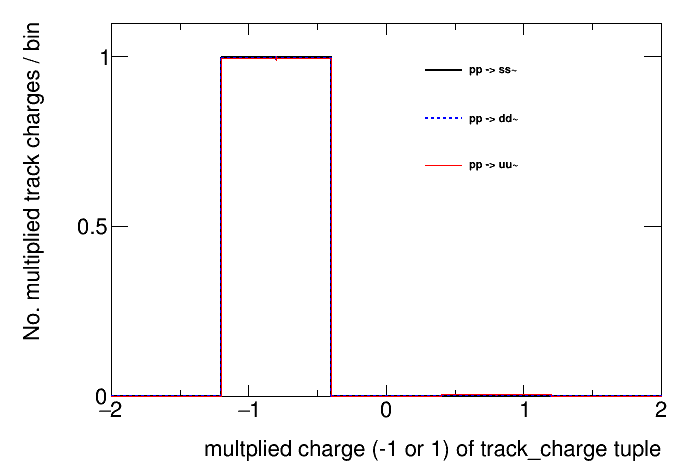 No. multiplied track charges / bin
1
0.5
0
pp -> ss~
pp -> dd~
pp -> uu~
−2 −1 0 1 2
multplied charge (-1 or 1) of track_charge tuple